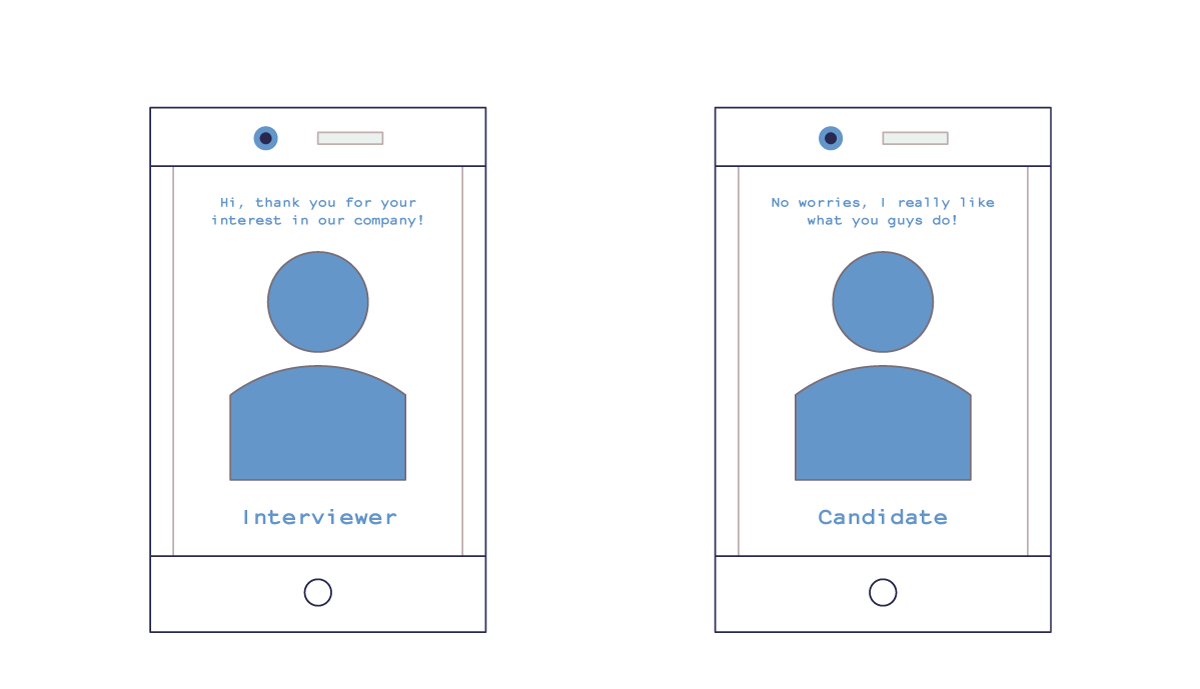 Hi, thank you for your
interest in our company!
Interviewer
No worries, I really like
what you guys do!
Candidate